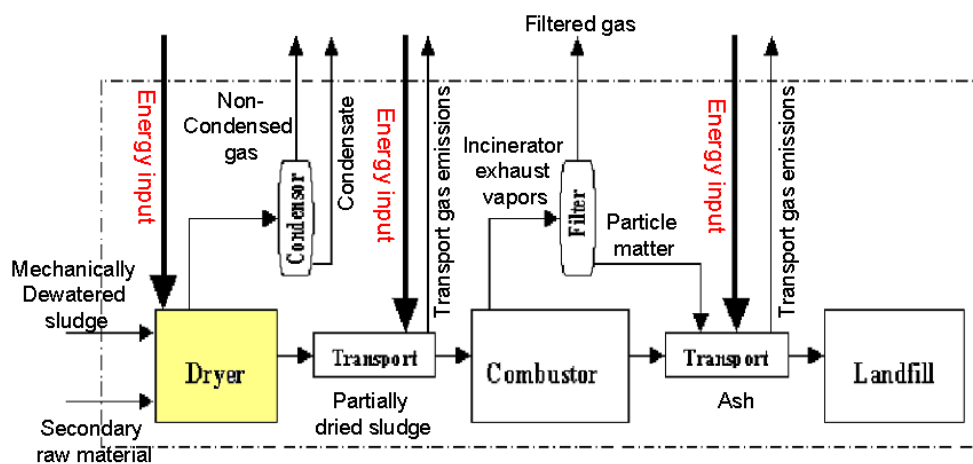 Filtered gas
Energy input
Non-
Condensed
gas
Condensor
Condensate
Energy input
Transport gas emissions
Incinerator
exhaust
vapors
Filter
Particle
matter
Energy input
Transport gas emissions
Mechanically
Dewatered
sludge
Dryer
Transport
Partially
dried sludge
Combustor
Transport
Ash
Landfill
Secondary
raw material